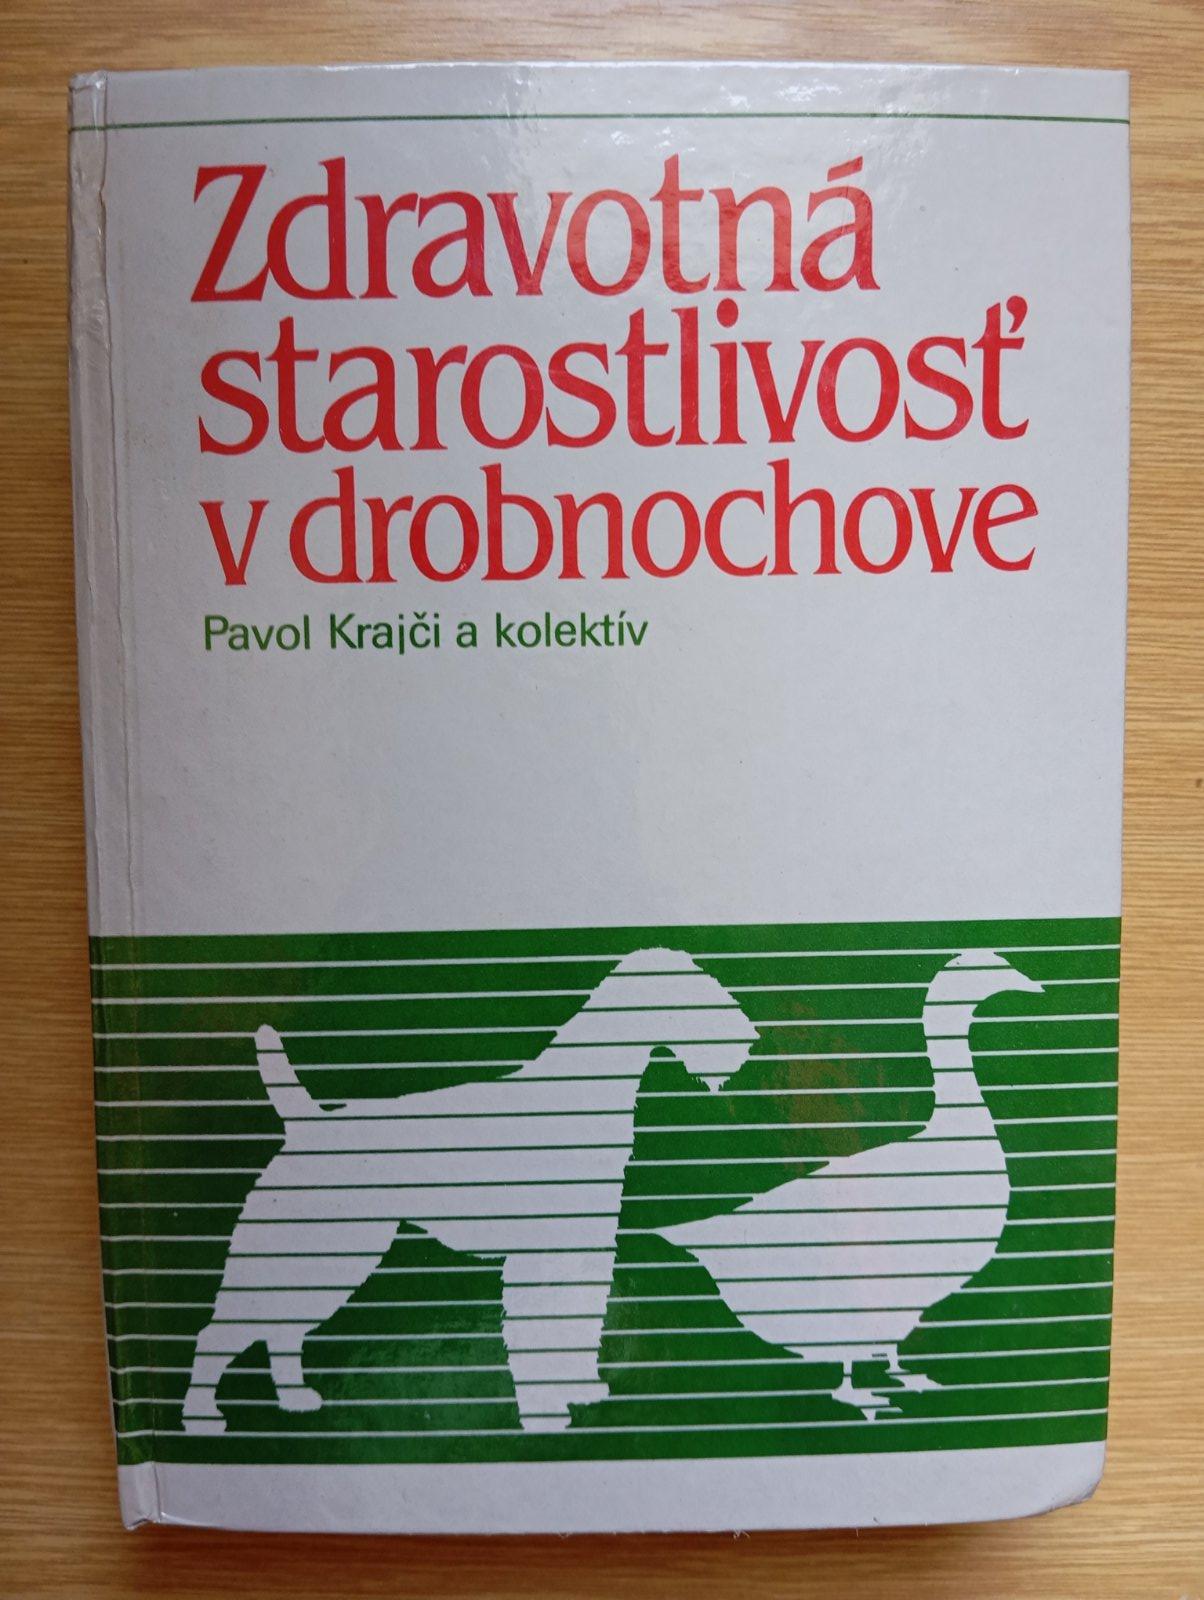 Zdravotná
starostlivosť
v drobnochove
Pavol Krajči a kolektív